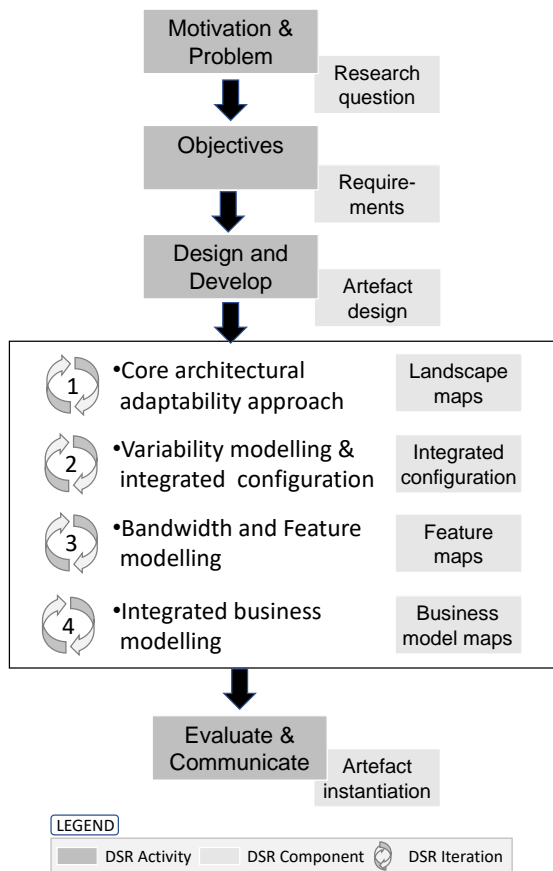 Motivation &
Problem
Research
question
Objectives
Require-
ments
Design and
Develop
Artefact
design
1
•Core architectural
adaptability approach
Landscape
maps
2
•Variability modelling &
integrated configuration
Integrated
configuration
3
•Bandwidth and Feature
modelling
Feature
maps
4
•Integrated business
modelling
Business
model maps
Evaluate &
Communicate
Artefact
instantiation
LEGEND
DSR Activity DSR Component DSR Iteration